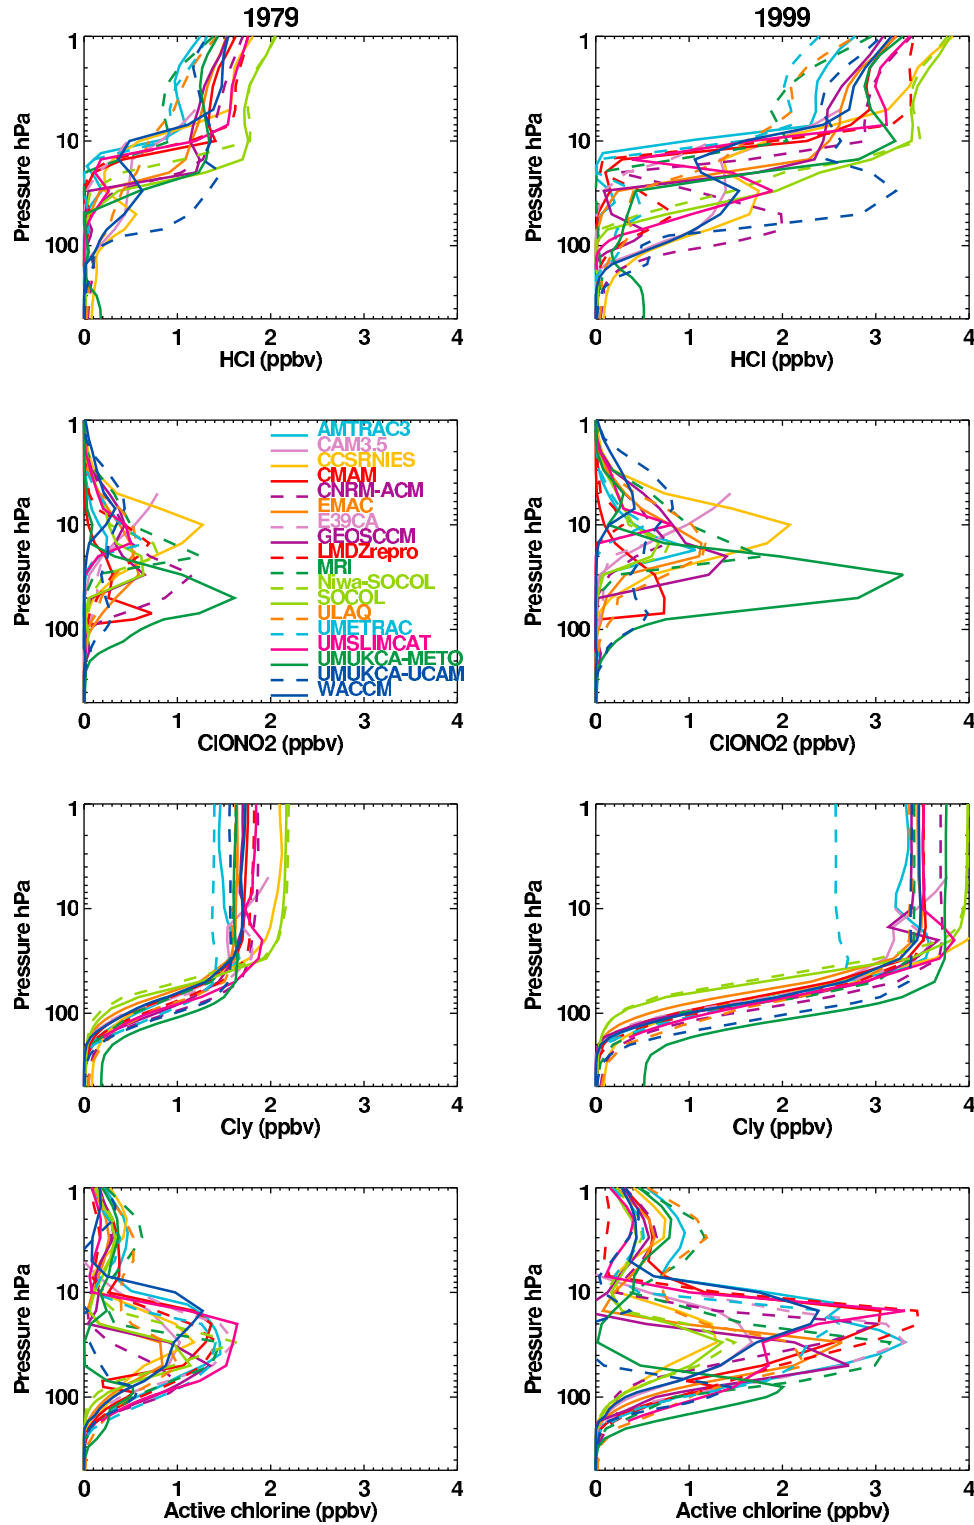 1979 1999
1 1
10 10
100 100
Pressure hPa Pressure hPa
0 1 2 3 4 0 1 2 3 4
HCl (ppbv) HCl (ppbv)
1 1
10 10
100 100
Pressure hPa Pressure hPa
AMTRAC3
CAM3.5
CCSRNIES
CMAM
CNRM-ACM
EMAC
E39CA
GEOSCCM
LMDZrepro
MRI
Niwa-SOCOL
SOCOL
ULAQ
UMETRAC
UMSLIMCAT
UMUKCA-METO
UMUKCA-UCAM
WACCM
0 1 2 3 4 0 1 2 3 4
ClONO2 (ppbv) ClONO2 (ppbv)
1 1
10 10
100 100
Pressure hPa Pressure hPa
0 1 2 3 4 0 1 2 3 4
Cly (ppbv) Cly (ppbv)
1 1
10 10
100 100
Pressure hPa Pressure hPa
0 1 2 3 4 0 1 2 3 4
Active chlorine (ppbv) Active chlorine (ppbv)